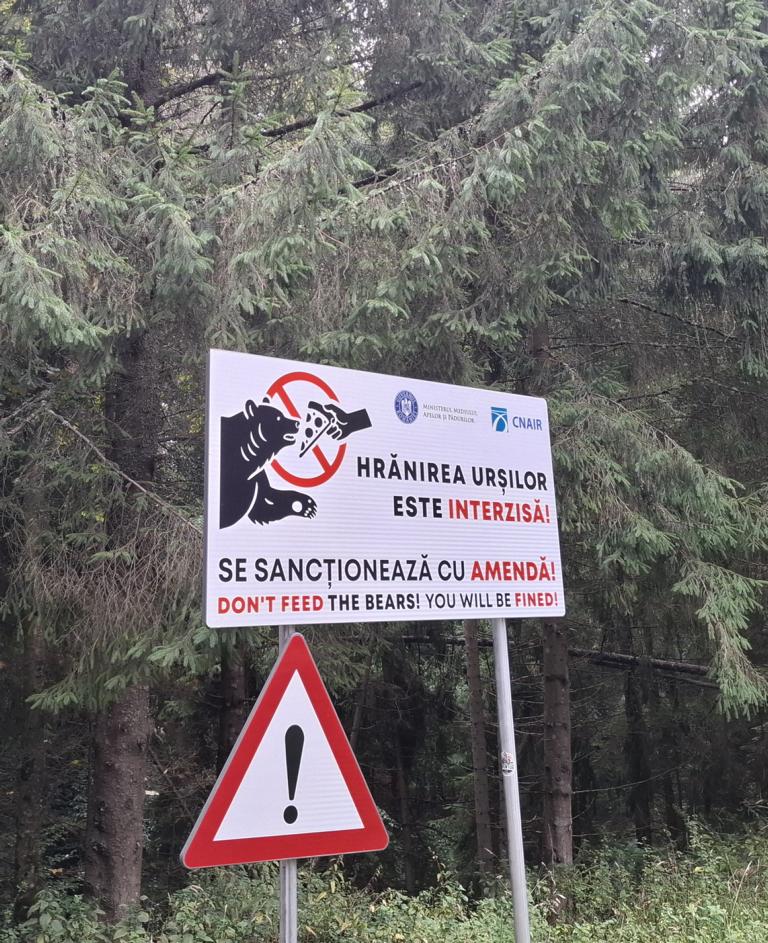 MINISTERUL MEDIULUI,
APELOR ȘI PĂDURILOR
CNAIR
HRĂNIREA URȘILOR
ESTE INTERZISĂ!
SE SANCȚIONEAZĂ CU AMENDĂ!
DON'T FEED THE BEARS! YOU WILL BE FINED!
!